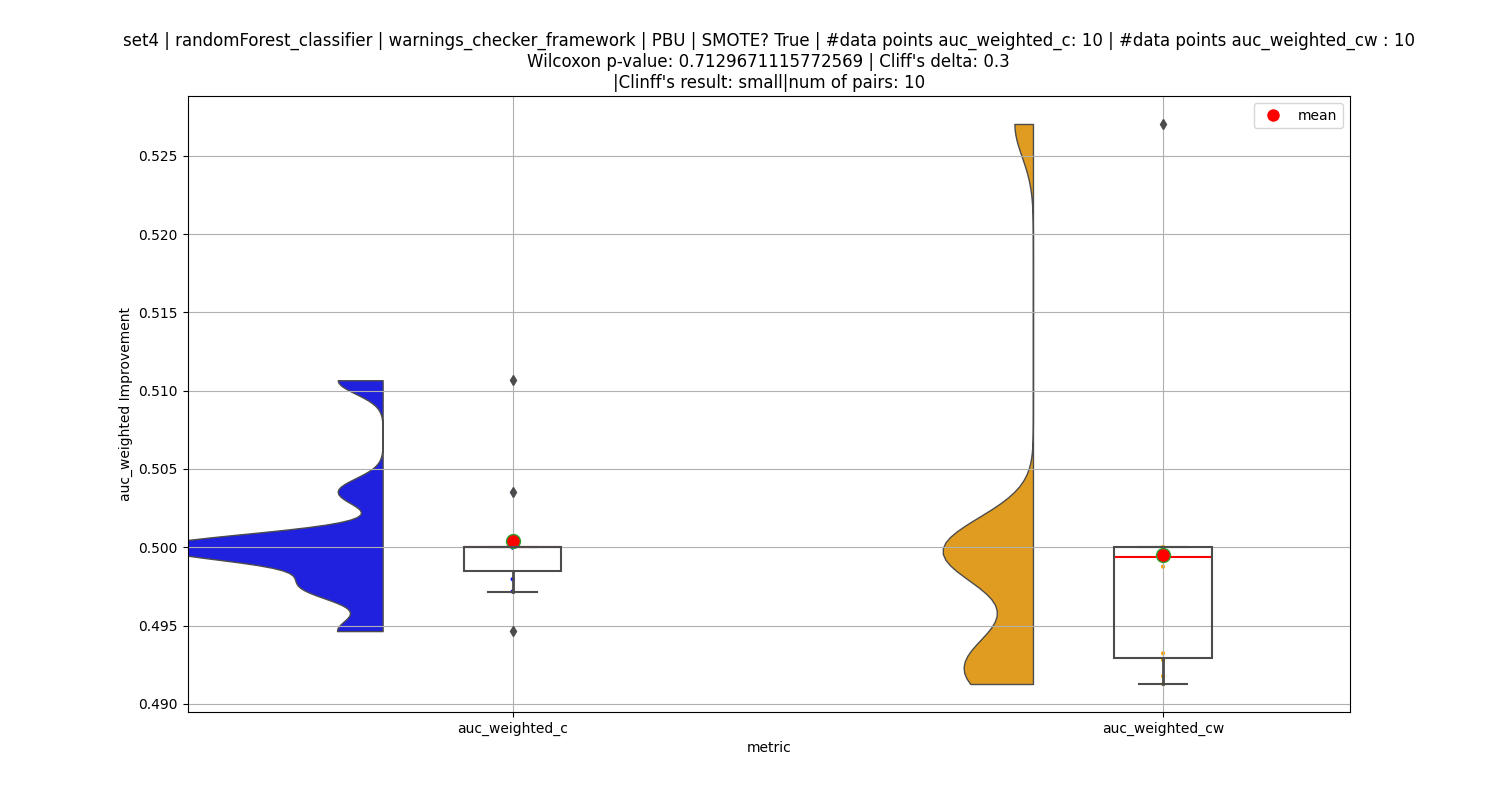 set4 | randomForest_classifier | warnings_checker_framework | PBU | SMOTE? True | #data points auc_weighted_c: 10 | #data points auc_weighted_cw : 10
Wilcoxon p-value: 0.7129671115772569 | Cliff's delta: 0.3
|Clinff's result: small|num of pairs: 10
mean
0.525
0.520
0.515
0.510
0.505
0.500
0.495
0.490
auc_weighted Improvement
auc_weighted_c
auc_weighted_cw
metric